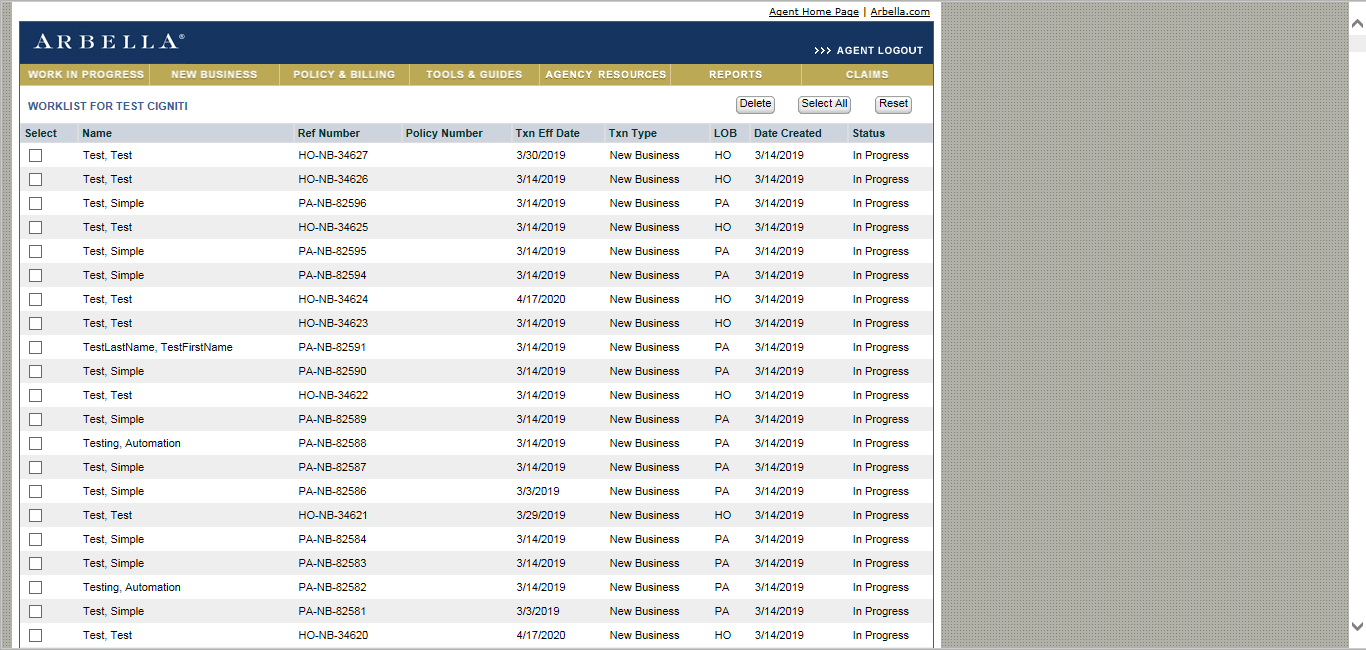 Agent Home Page | Arbella.com
ARBELLA®
>>> AGENT LOGOUT
WORK IN PROGRESS NEW BUSINESS POLICY & BILLING TOOLS & GUIDES AGENCY RESOURCES REPORTS CLAIMS
WORKLIST FOR TEST CIGNITI Delete Select All Reset
Select Name Ref Number Policy Number Txn Eff Date Txn Type LOB Date Created Status
Test, Test HO-NB-34627 3/30/2019 New Business HO 3/14/2019 In Progress
Test, Test HO-NB-34626 3/14/2019 New Business HO 3/14/2019 In Progress
Test, Simple PA-NB-82596 3/14/2019 New Business PA 3/14/2019 In Progress
Test, Test HO-NB-34625 3/14/2019 New Business HO 3/14/2019 In Progress
Test, Simple PA-NB-82595 3/14/2019 New Business PA 3/14/2019 In Progress
Test, Simple PA-NB-82594 3/14/2019 New Business PA 3/14/2019 In Progress
Test, Test HO-NB-34624 4/17/2020 New Business HO 3/14/2019 In Progress
Test, Test HO-NB-34623 3/14/2019 New Business HO 3/14/2019 In Progress
TestLastName, TestFirstName PA-NB-82591 3/14/2019 New Business PA 3/14/2019 In Progress
Test, Simple PA-NB-82590 3/14/2019 New Business PA 3/14/2019 In Progress
Test, Test HO-NB-34622 3/14/2019 New Business HO 3/14/2019 In Progress
Test, Simple PA-NB-82589 3/14/2019 New Business PA 3/14/2019 In Progress
Testing, Automation PA-NB-82588 3/14/2019 New Business PA 3/14/2019 In Progress
Test, Simple PA-NB-82587 3/14/2019 New Business PA 3/14/2019 In Progress
Test, Simple PA-NB-82586 3/3/2019 New Business PA 3/14/2019 In Progress
Test, Test HO-NB-34621 3/29/2019 New Business HO 3/14/2019 In Progress
Test, Simple PA-NB-82584 3/14/2019 New Business PA 3/14/2019 In Progress
Test, Simple PA-NB-82583 3/14/2019 New Business PA 3/14/2019 In Progress
Testing, Automation PA-NB-82582 3/14/2019 New Business PA 3/14/2019 In Progress
Test, Simple PA-NB-82581 3/3/2019 New Business PA 3/14/2019 In Progress
Test, Test HO-NB-34620 4/17/2020 New Business HO 3/14/2019 In Progress